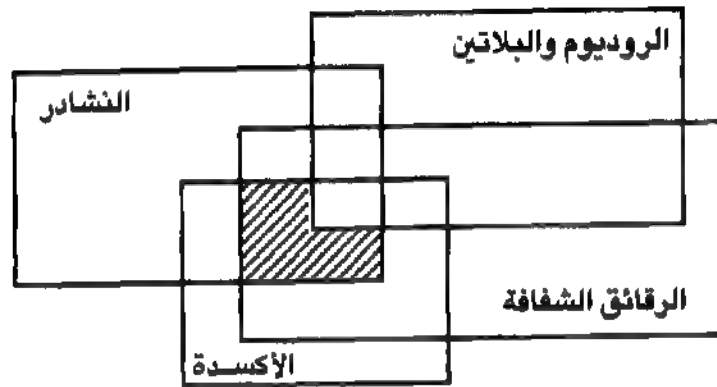 الروديوم والبلاتين
النشادر
الرقائق الشفافة
الأكسدة